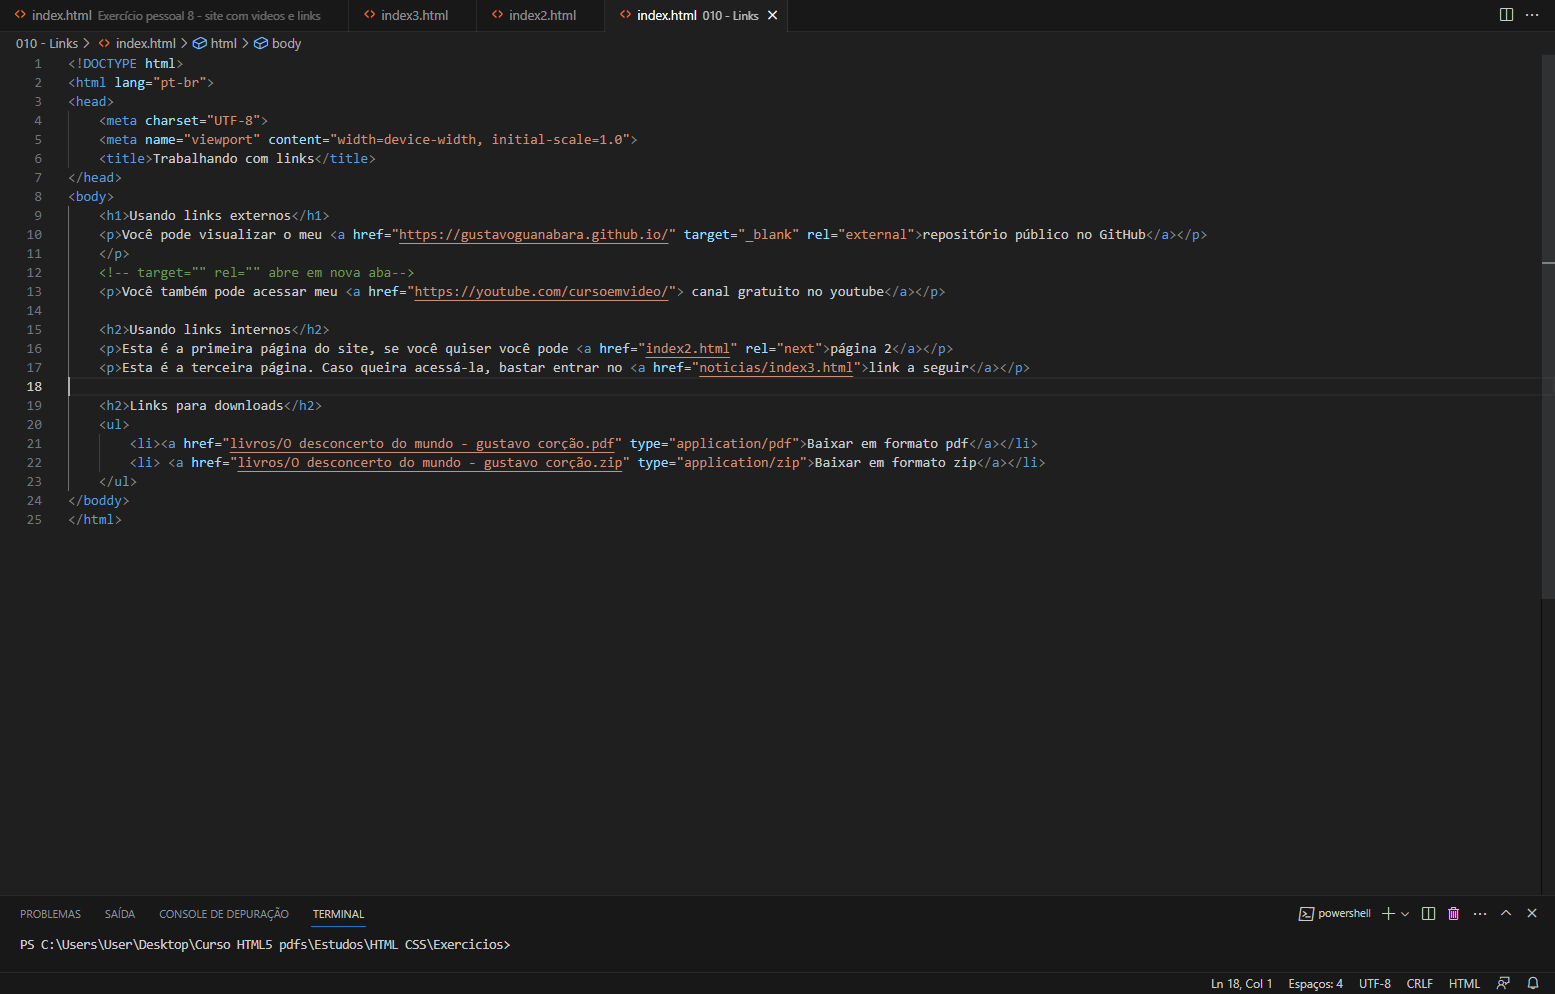 index.html Exercício pessoal 8 - site com videos e links index3.html index2.html index.html 010 - Links
010 - Links > index.html > html > body
1 <!DOCTYPE html>
2 <html lang="pt-br">
3 <head>
4 <meta charset="UTF-8">
5 <meta name="viewport" content="width=device-width, initial-scale=1.0">
6 <title>Trabalhando com links</title>
7 </head>
8 <body>
9 <h1>Usando links externos</h1>
10 <p>Você pode visualizar o meu <a href="https://gustavoguanabara.github.io/" target="_blank" rel="external">repositório público no GitHub</a></p>
11 </p>
12 <!-- target="" rel="" abre em nova aba-->
13 <p>Você também pode acessar meu <a href="https://youtube.com/cursoemvideo/"> canal gratuito no youtube</a></p>
14
15 <h2>Usando links internos</h2>
16 <p>Esta é a primeira página do site, se você quiser você pode <a href="index2.html" rel="next">página 2</a></p>
17 <p>Esta é a terceira página. Caso queira acessá-la, bastar entrar no <a href="noticias/index3.html">link a seguir</a></p>
18
19 <h2>Links para downloads</h2>
20 <ul>
21 <li><a href="livros/O desconcerto do mundo - gustavo corção.pdf" type="application/pdf">Baixar em formato pdf</a></li>
22 <li> <a href="livros/O desconcerto do mundo - gustavo corção.zip" type="application/zip">Baixar em formato zip</a></li>
23 </ul>
24 </boddy>
25 </html>
PROBLEMAS SAÍDA CONSOLE DE DEPURAÇÃO TERMINAL powershell
PS C:\Users\User\Desktop\Curso HTML5 pdfs\Estudos\HTML CSS\Exercicios>
Ln 18, Col 1 Espaços: 4 UTF-8 CRLF HTML